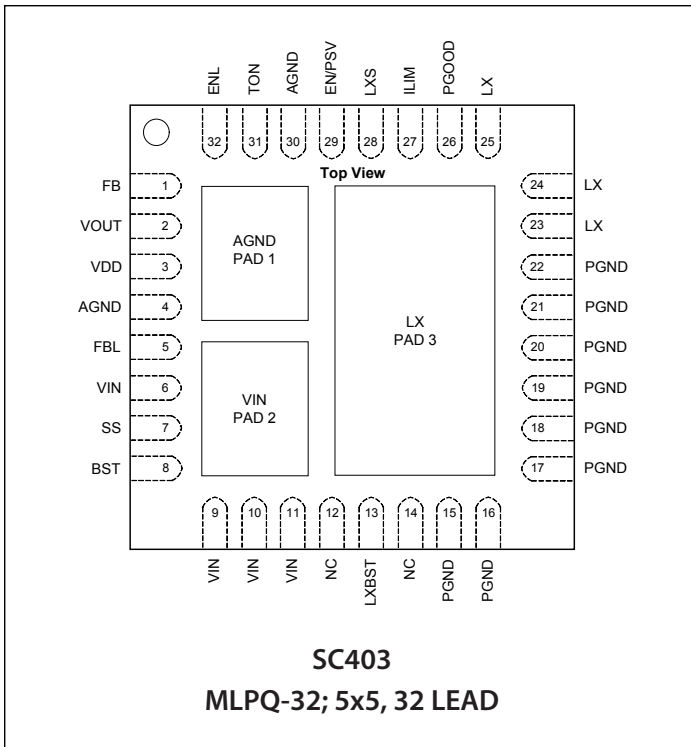 ENL
TON
AGND
EN/PSV
LXS
ILIM
PGOOD
LX
32
31
30
29
28
27
26
25
Top View
FB 1
VOUT 2
VDD 3
AGND 4
FBL 5
VIN 6
SS 7
BST 8
AGND
PAD 1
VIN
PAD 2
LX
PAD 3
24 LX
23 LX
22 PGND
21 PGND
20 PGND
19 PGND
18 PGND
17 PGND
9
10
11
12
13
14
15
16
VIN
VIN
VIN
NC
LXBST
NC
PGND
PGND
SC403
MLPQ-32; 5x5, 32 LEAD